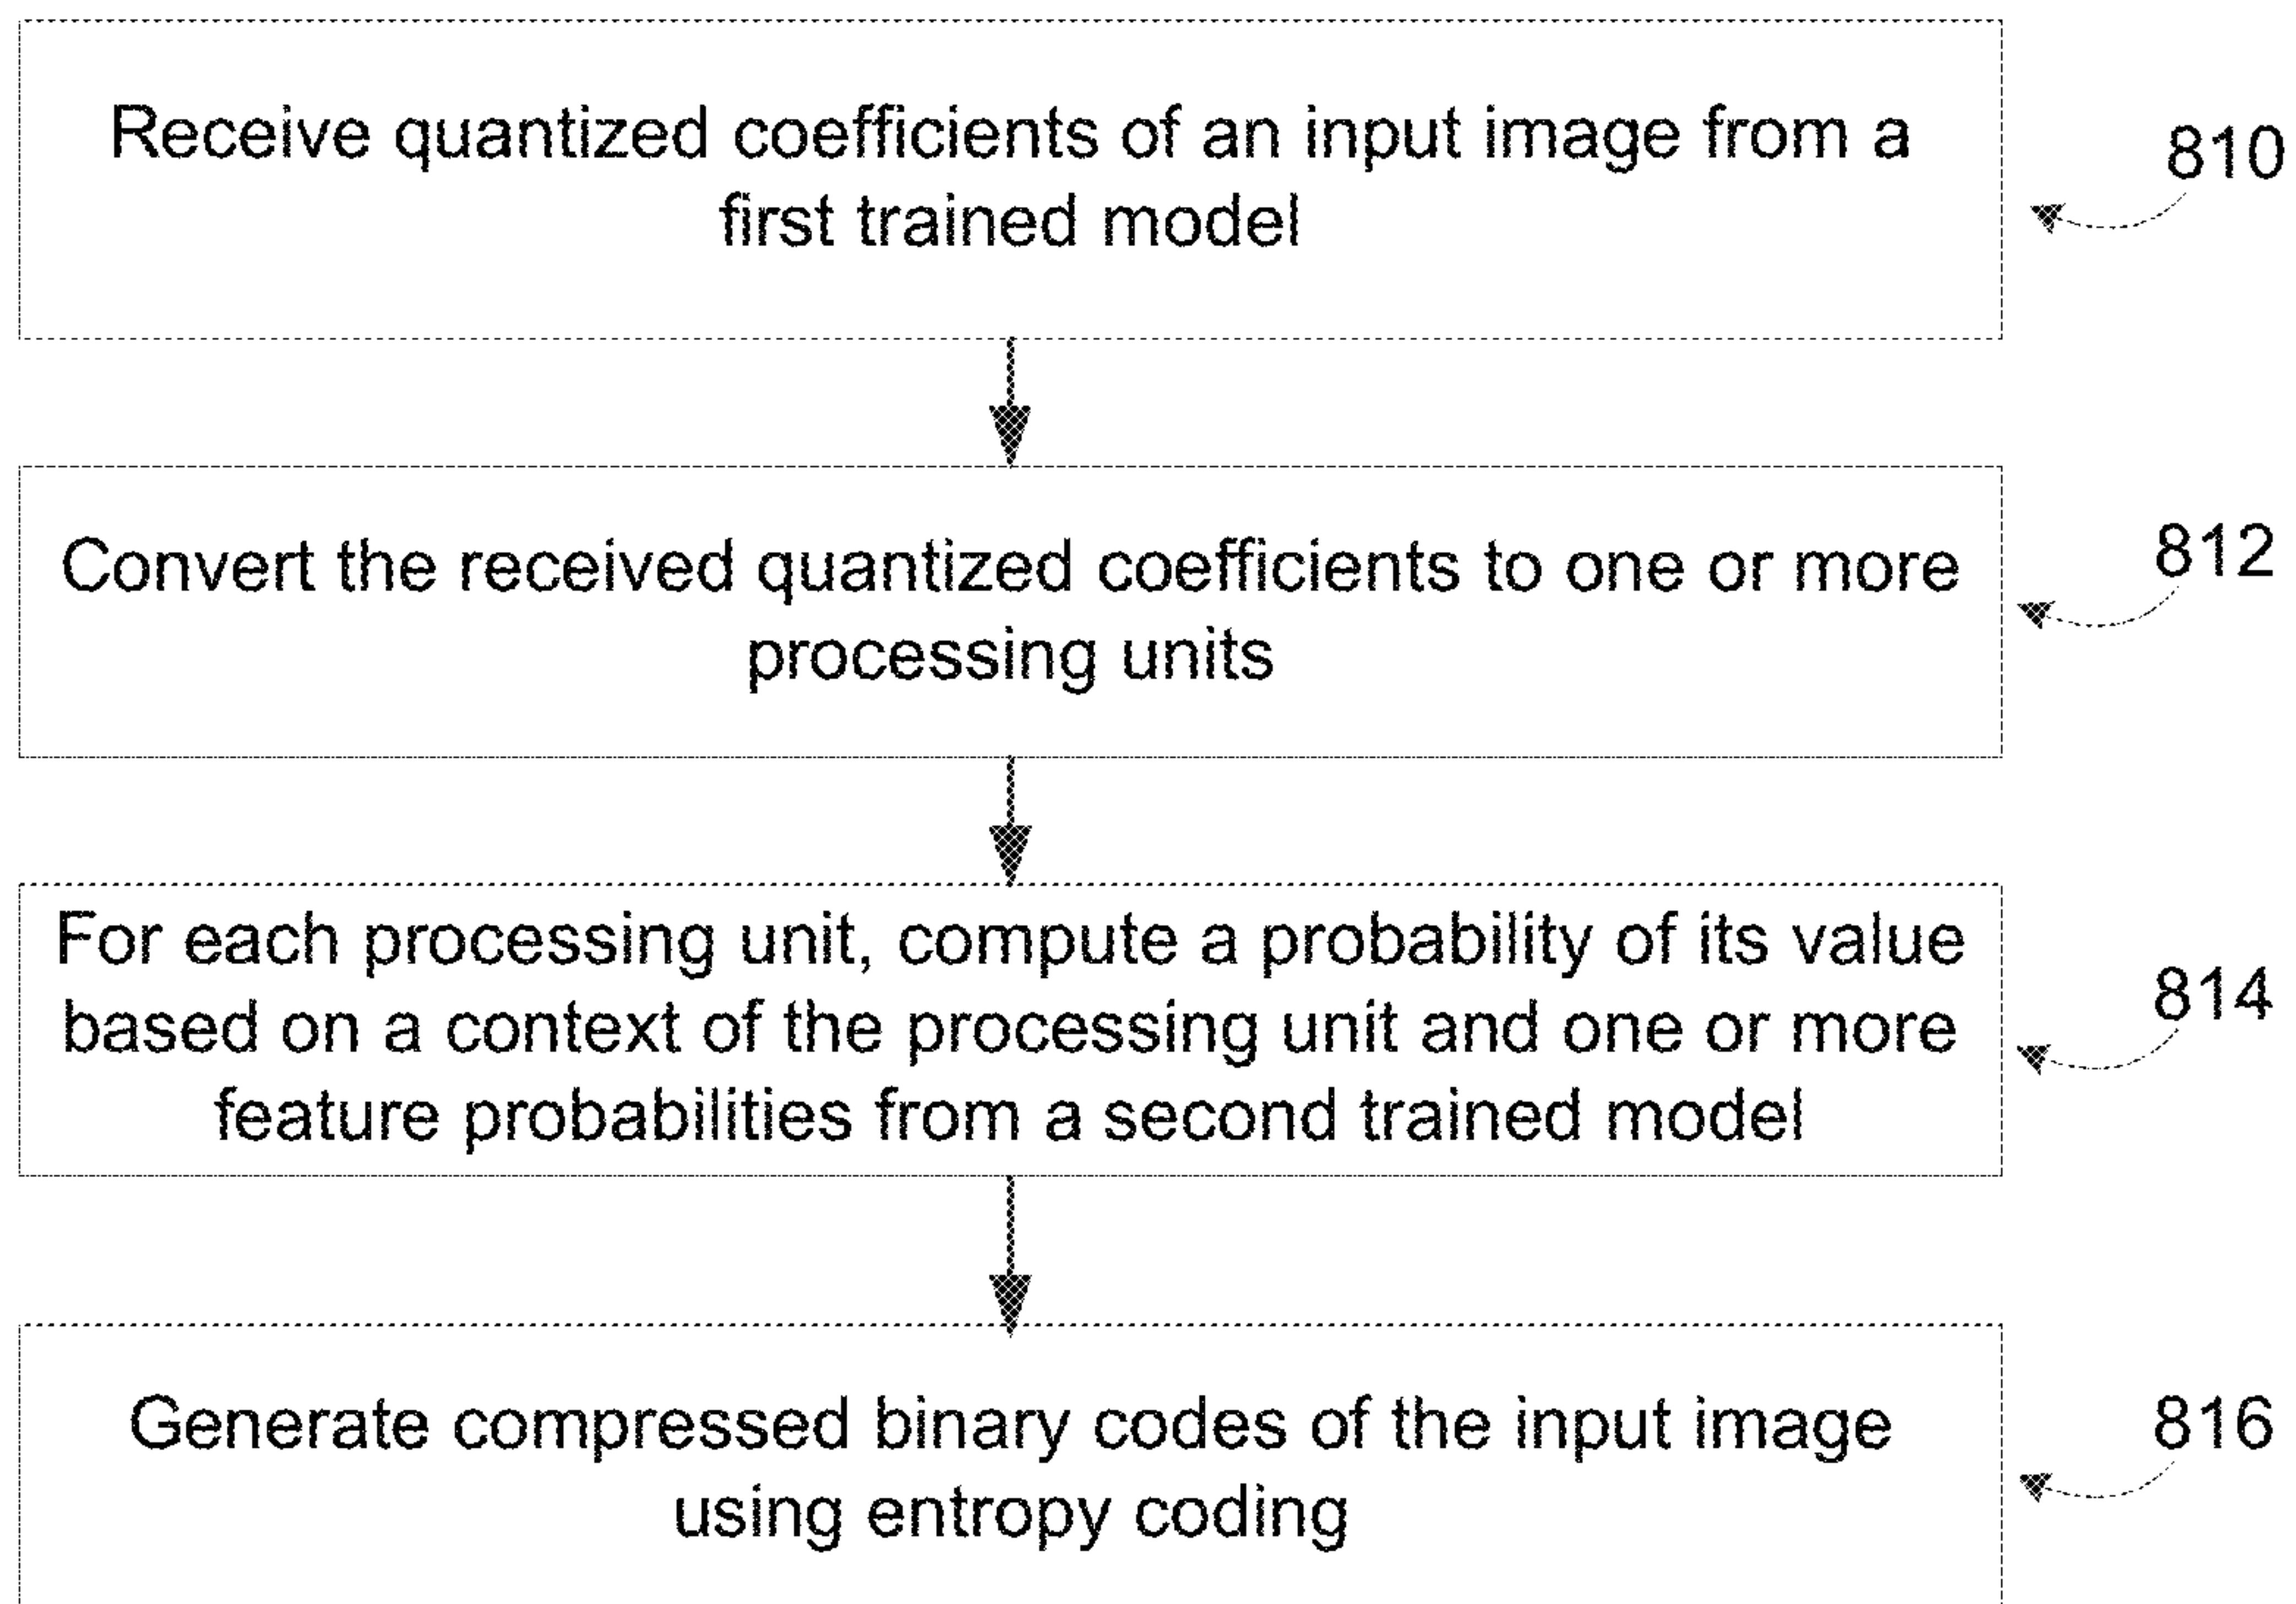 Receive quantized coefficients of an input image from a
first trained model
810
Convert the received quantized coefficients to one or more
processing units
812
For each processing unit, compute a probability of its value
based on a context of the processing unit and one or more
feature probabilities from a second trained model
814
Generate compressed binary codes of the input image
using entropy coding
816